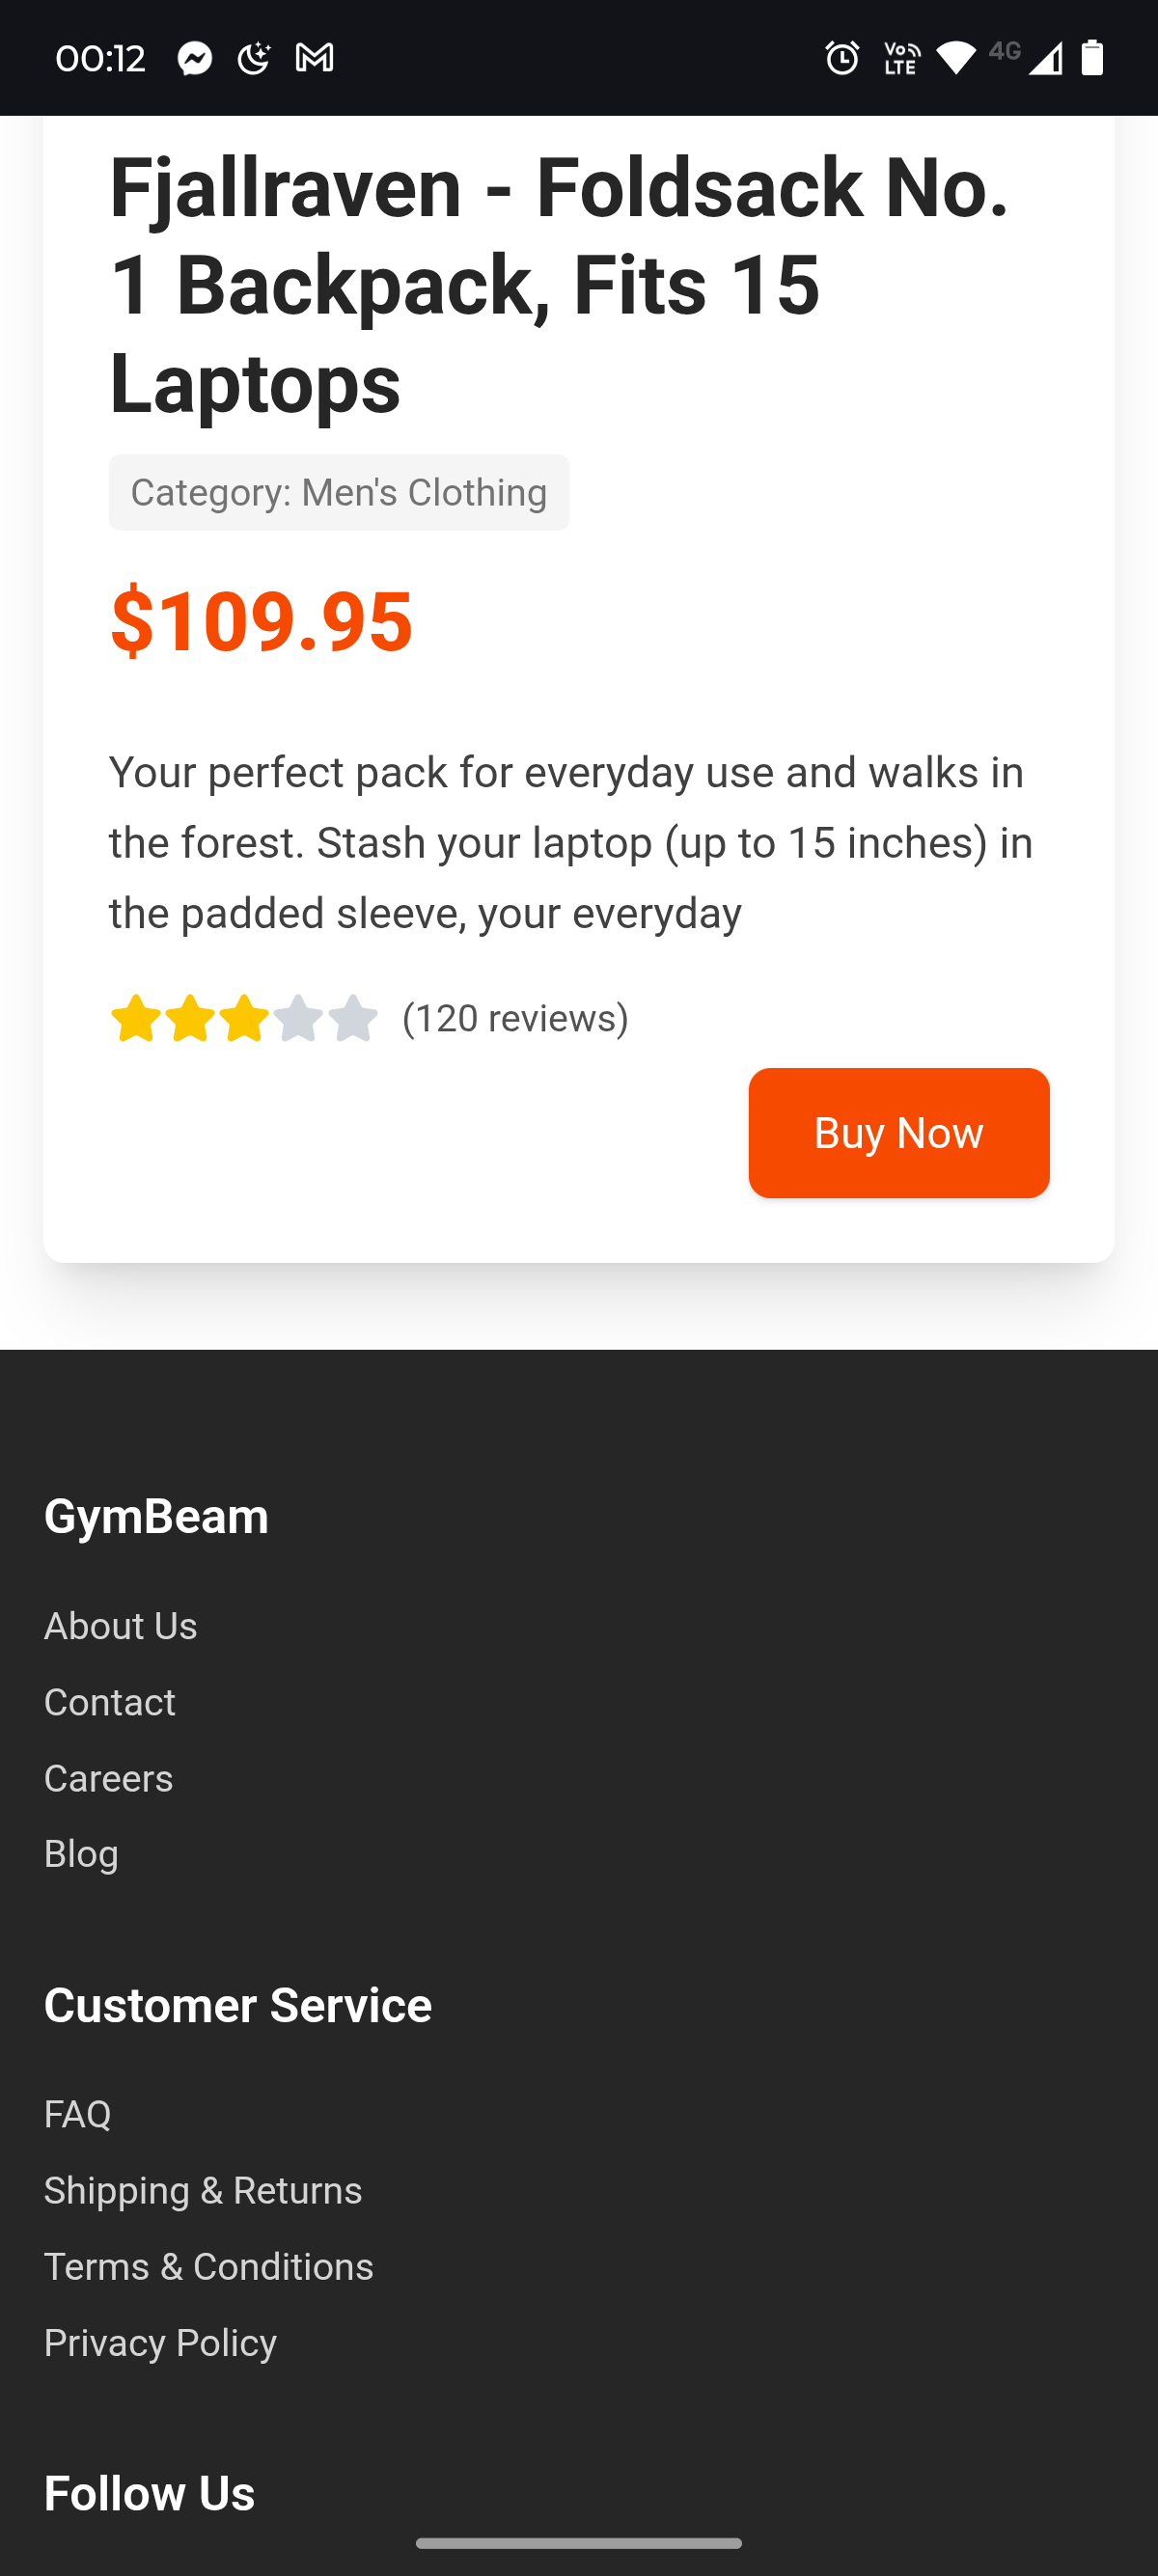 00:12
Vo
LTE
4G
Fjallraven - Foldsack No.
1 Backpack, Fits 15
Laptops
Category: Men's Clothing
$109.95
Your perfect pack for everyday use and walks in
the forest. Stash your laptop (up to 15 inches) in
the padded sleeve, your everyday
(120 reviews)
Buy Now
GymBeam
About Us
Contact
Careers
Blog
Customer Service
FAQ
Shipping & Returns
Terms & Conditions
Privacy Policy
Follow Us